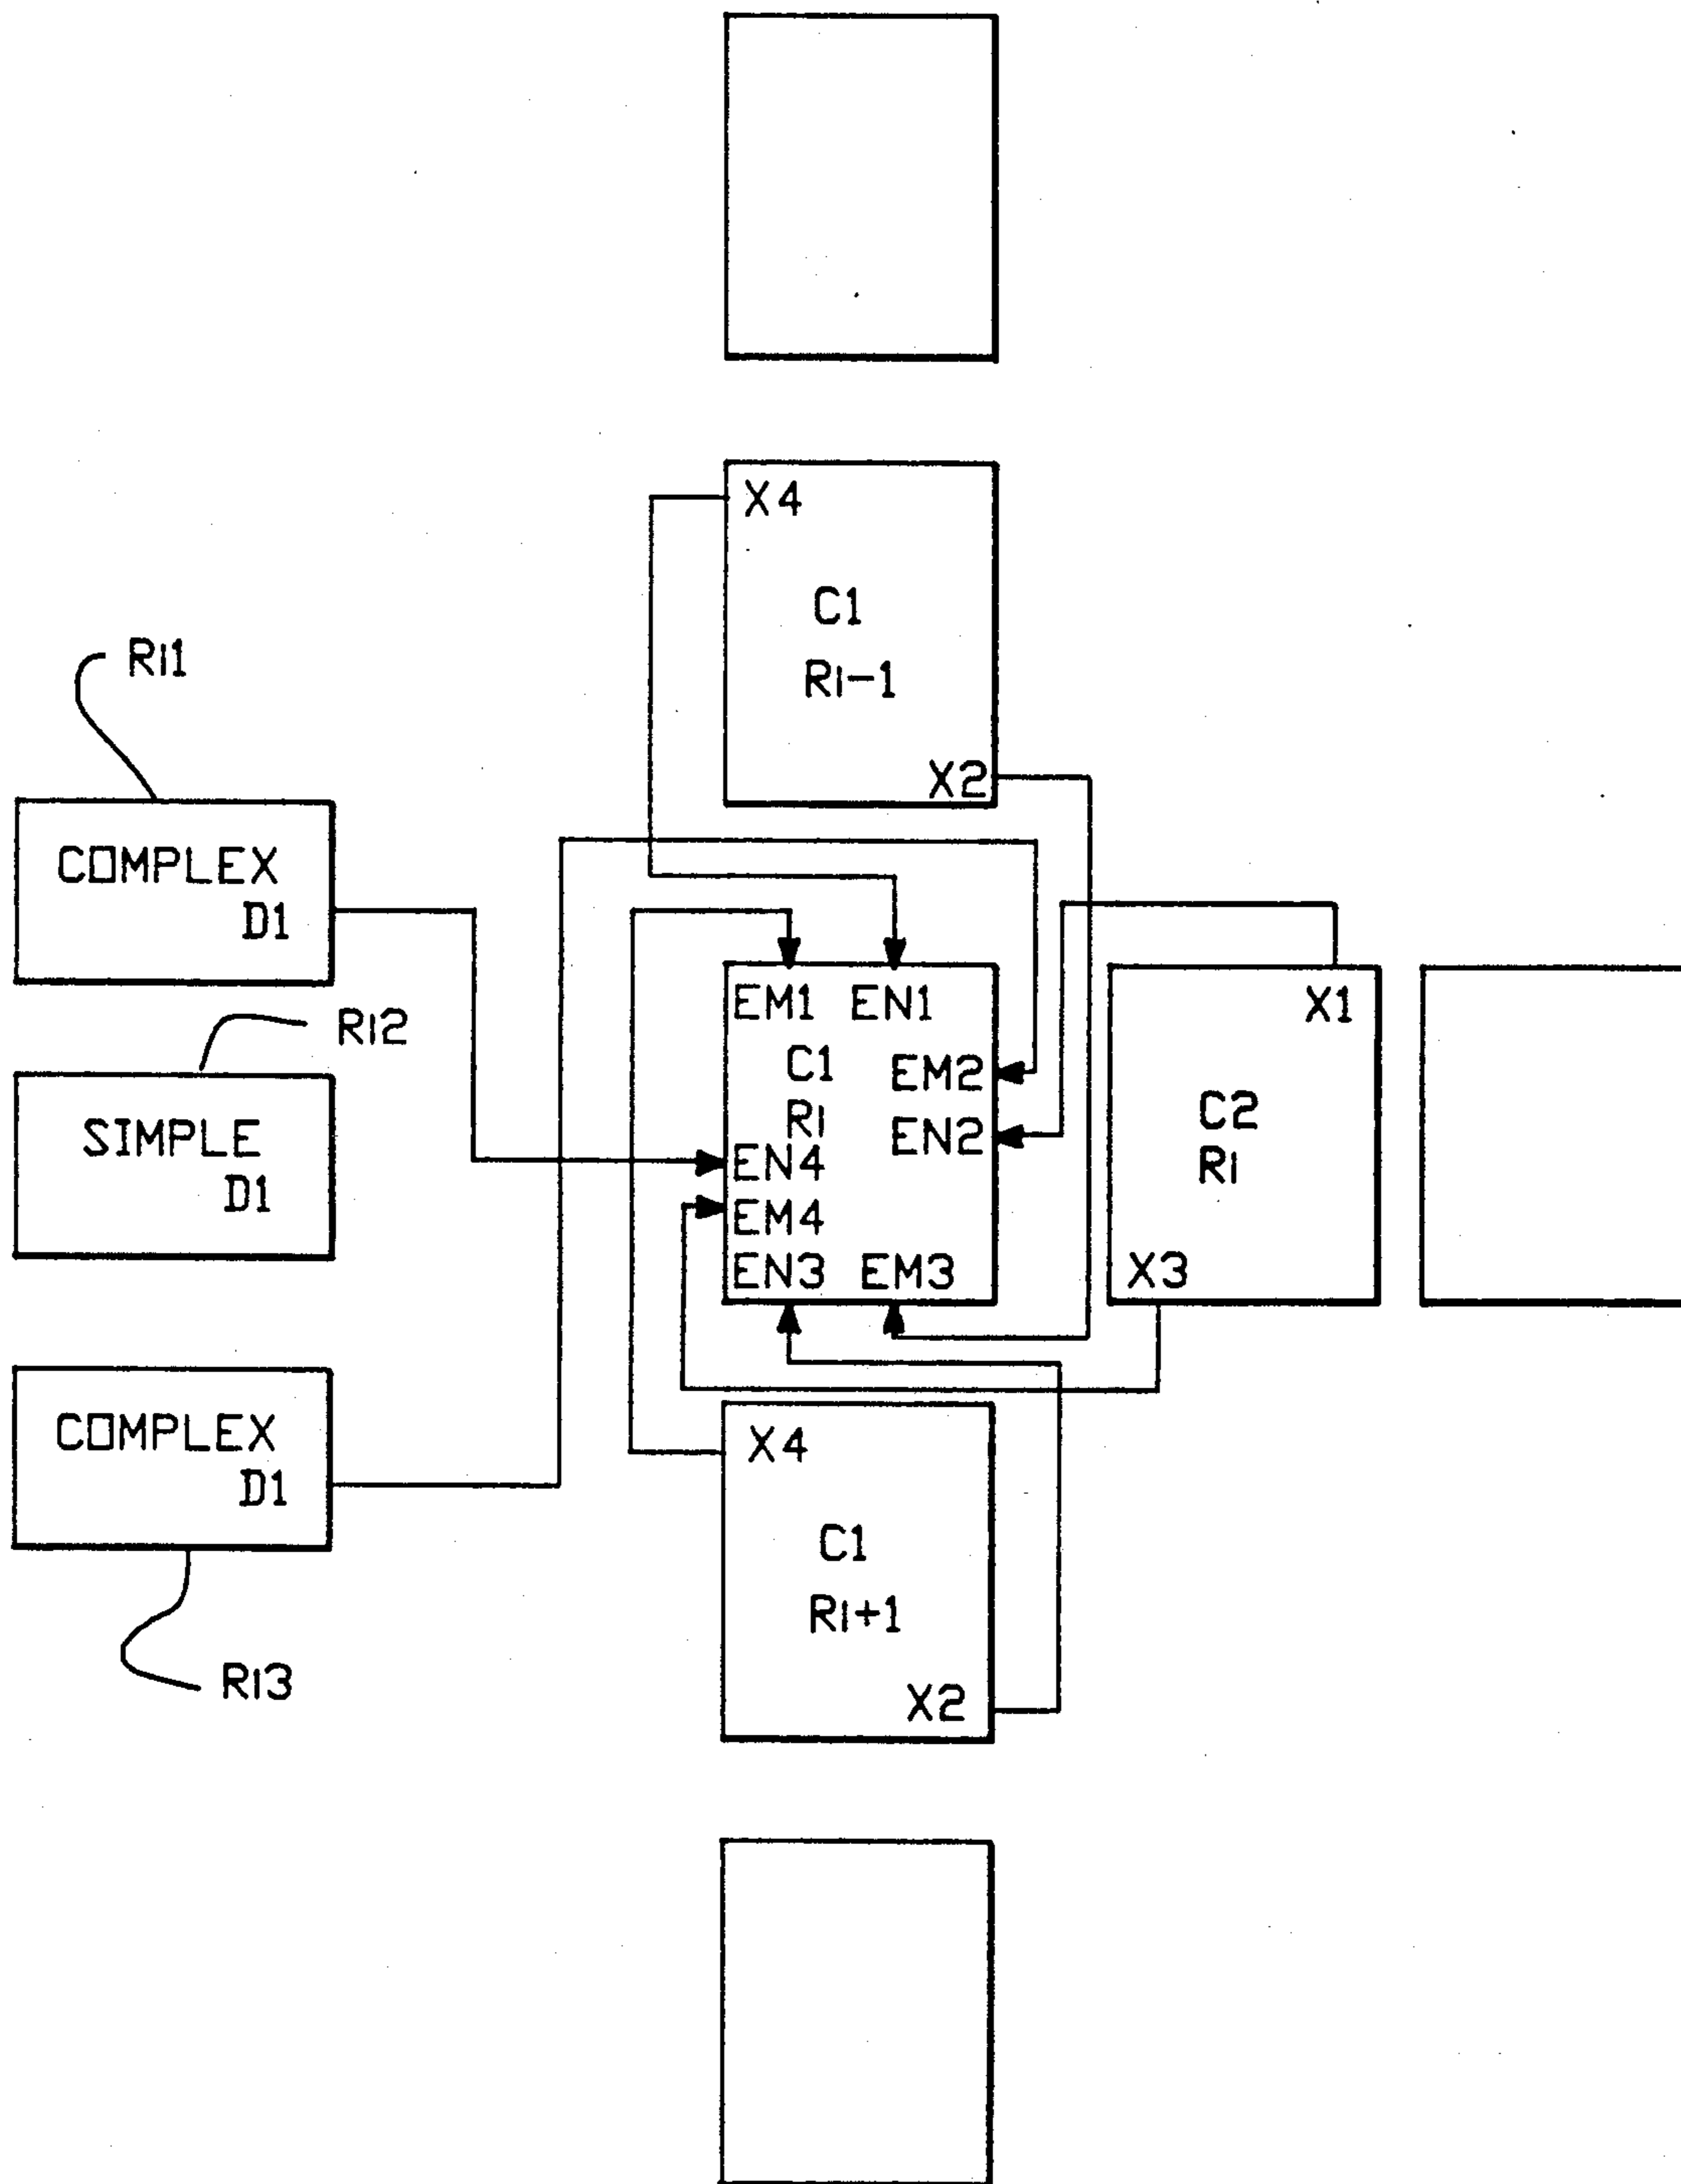 X4
C1
Ri-1
X2
Ri1
COMPLEX
D1
Ri2
SIMPLE
D1
COMPLEX
D1
Ri3
EM1 EN1
C1
EM2
Ri
EN2
EN4
EM4
EN3 EM3
X1
C2
Ri
X3
X4
C1
Ri+1
X2